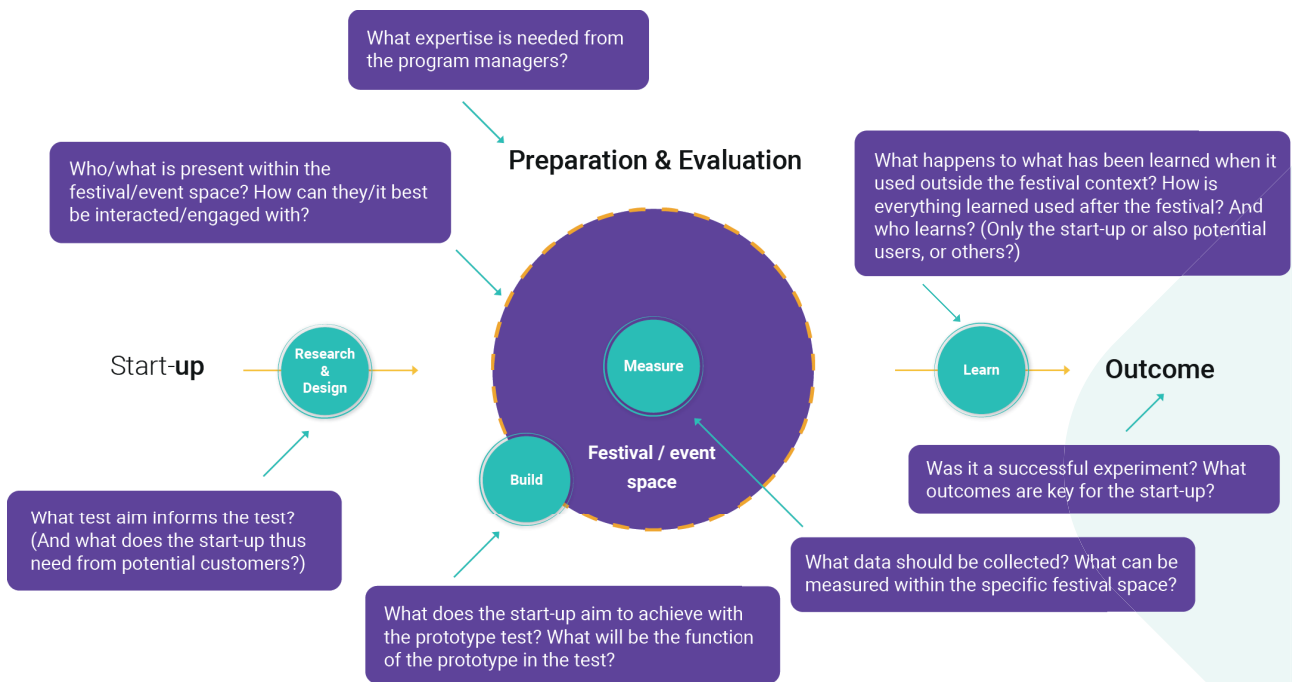 What expertise is needed from
the program managers?
Who/what is present within the
festival/event space? How can they/it best
be interacted/engaged with?
Preparation & Evaluation
What happens to what has been learned when it
used outside the festival context? How is
everything learned used after the festival? And
who learns? (Only the start-up or also potential
users, or others?)
Start-up
Research
&
Design
Measure
Learn
Outcome
Build
Festival / event
space
Was it a successful experiment? What
outcomes are key for the start-up?
What test aim informs the test?
(And what does the start-up thus
need from potential customers?)
What data should be collected? What can be
measured within the specific festival space?
What does the start-up aim to achieve with
the prototype test? What will be the function
of the prototype in the test?